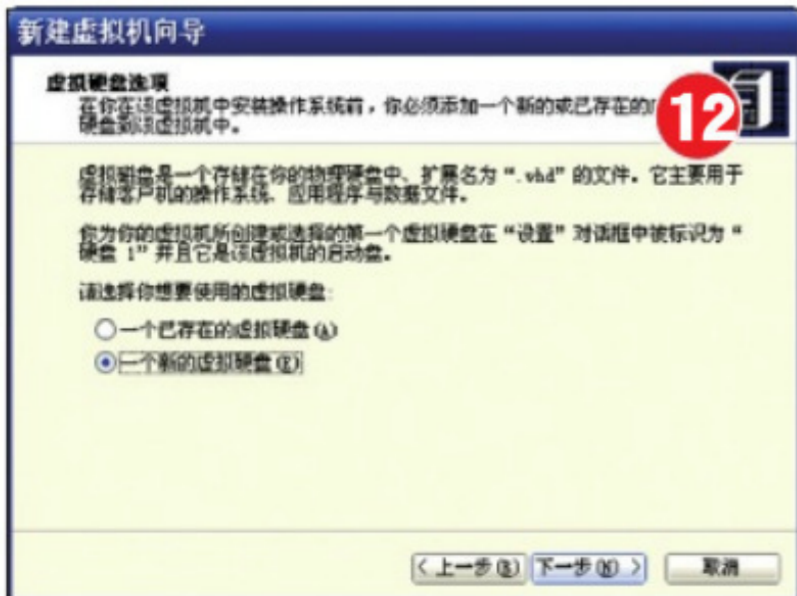 新建虚拟机向导
虚拟硬盘选项
在你在该虚拟机中安装操作系统前，你必须添加一个新的或已存在的
硬盘到该虚拟机中。
12
虚拟磁盘是一个存储在你的物理硬盘中、扩展名为“.vhd”的文件。它主要用于
存储客户机的操作系统、应用程序与数据文件。
你为你的虚拟机所创建或选择的第一个虚拟硬盘在“设置”对话框中被标识为“
硬盘 1”并且它是该虚拟机的启动盘。
请选择你想要使用的虚拟硬盘:
一个已存在的虚拟硬盘(A)
一个新的虚拟硬盘(E)
< 上一步(B)
下一步(N) >
取消